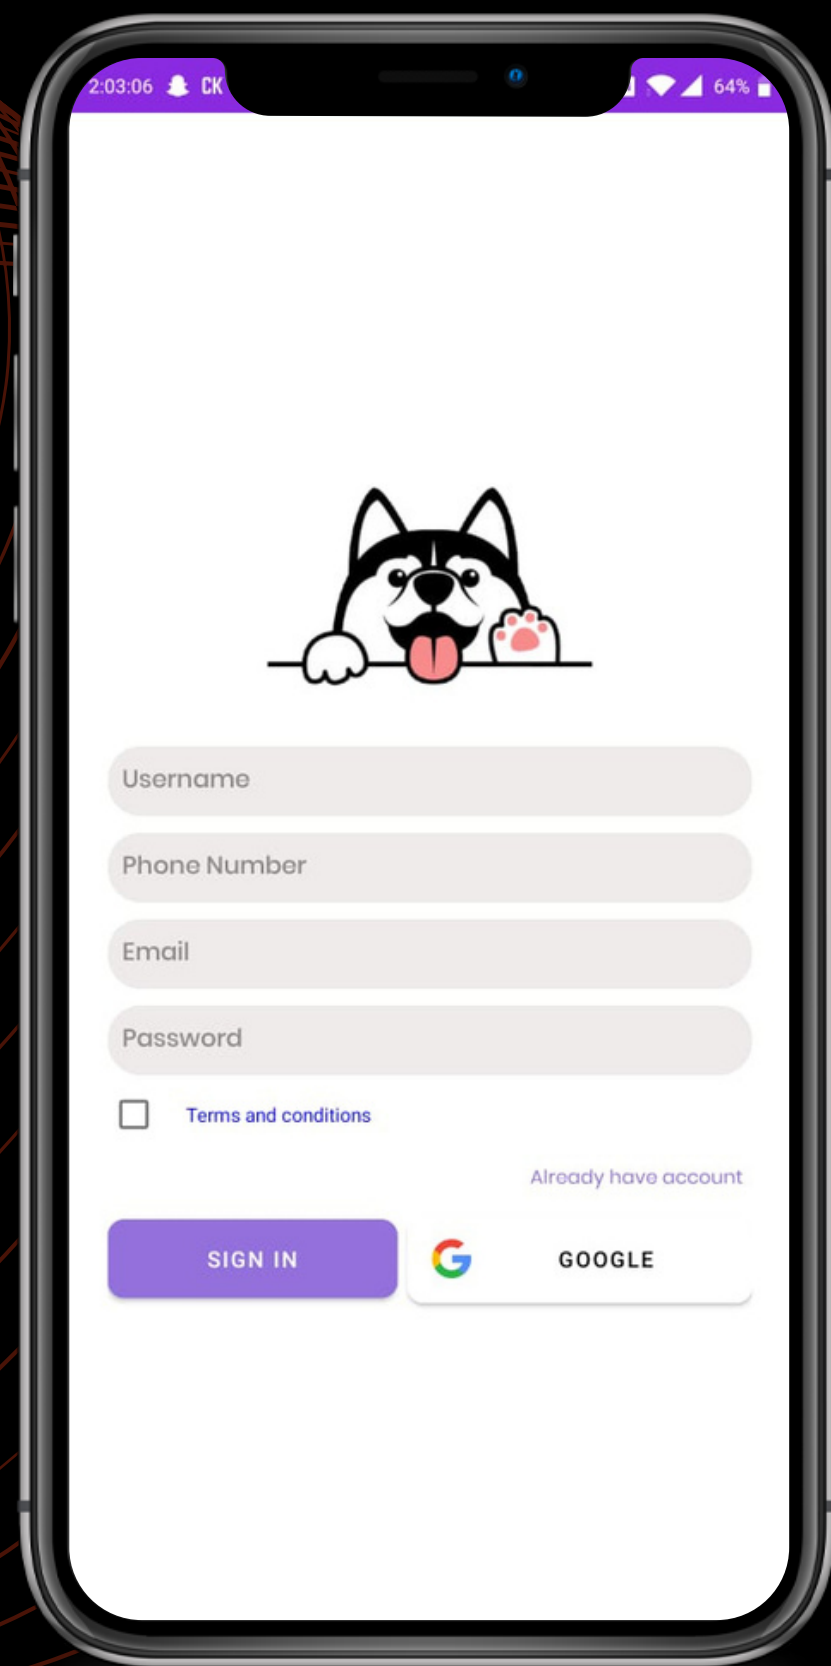 2:03:06 CK 64%
Username
Phone Number
Email
Password
Terms and conditions
Already have account
SIGN IN GOOGLE